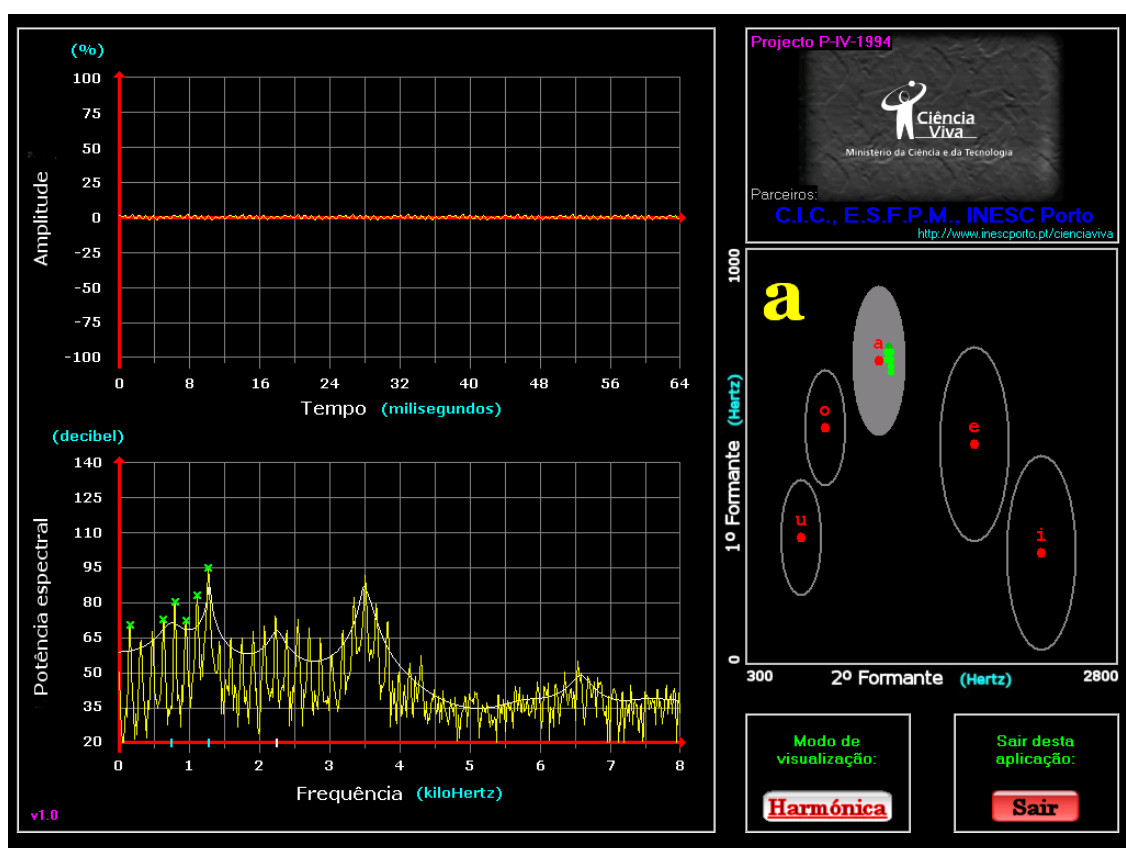 (%)
100
75
50
25
0
-25
-50
-75
-100
Amplitude
0 8 16 24 32 40 48 56 64
Tempo (milisegundos)
(decibel)
140
125
110
95
80
65
50
35
20
Potência espectral
0 1 2 3 4 5 6 7 8
Frequência (kiloHertz)
v1.0
Projecto P-IV-1994
Ciência
Viva
Ministério da Ciência e da Tecnologia
Parceiros:
C.I.C., E.S.F.P.M., INESC Porto
http://www.inescporto.pt/cienciaviva
1000
a
a
o
e
u
i
1º Formante (Hertz)
0
300 2º Formante (Hertz) 2800
Modo de
visualização:
Harmónica
Sair desta
aplicação:
Sair